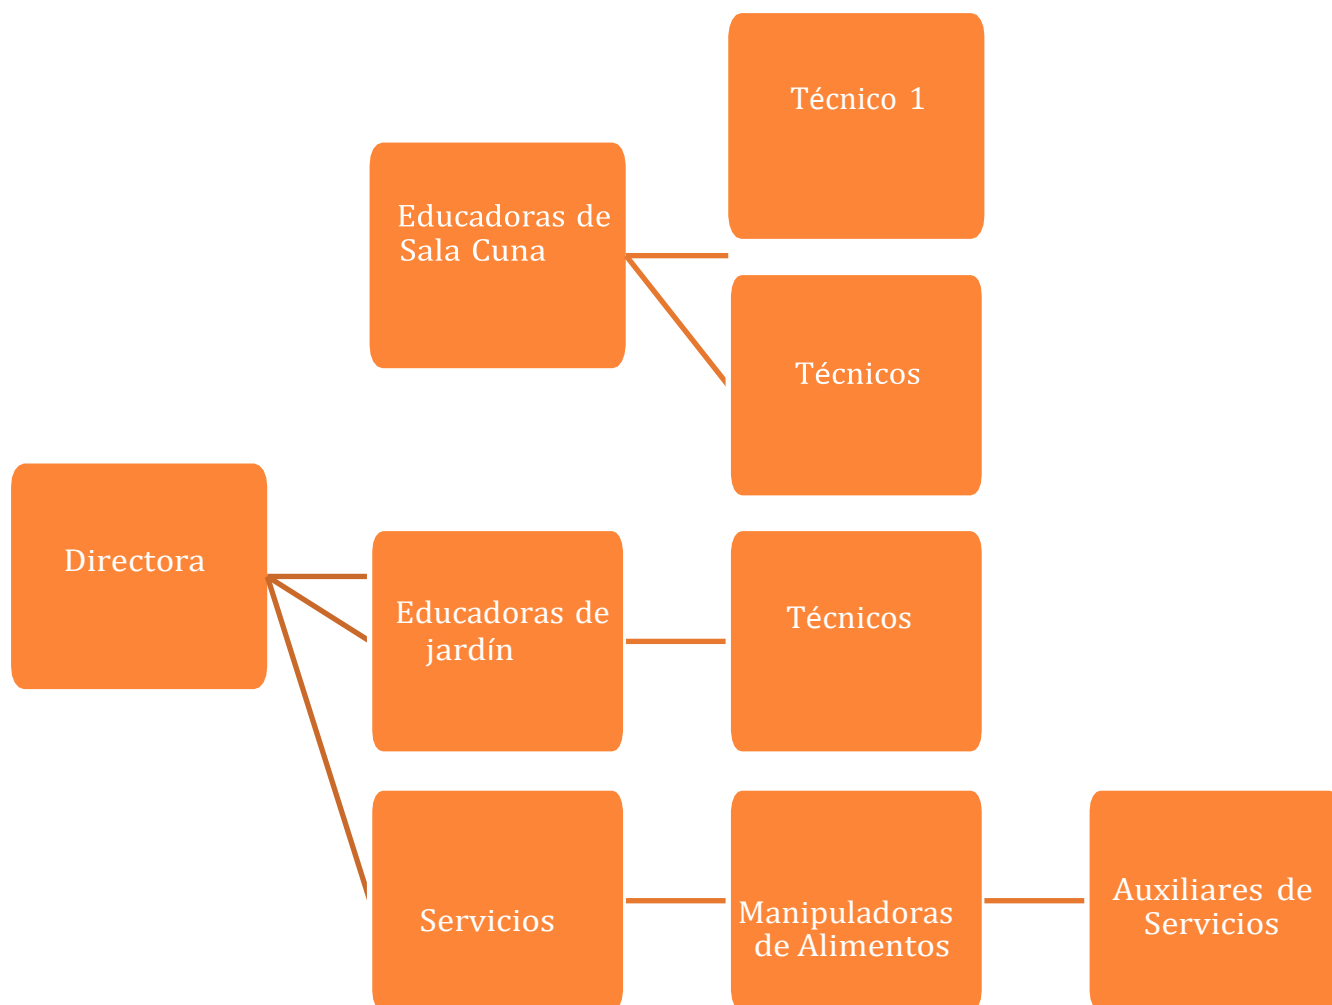 Técnico 1
Educadoras de
Sala Cuna
Técnicos
Directora
Educadoras de
jardín
Técnicos
Servicios
Manipuladoras
de Alimentos
Auxiliares de
Servicios